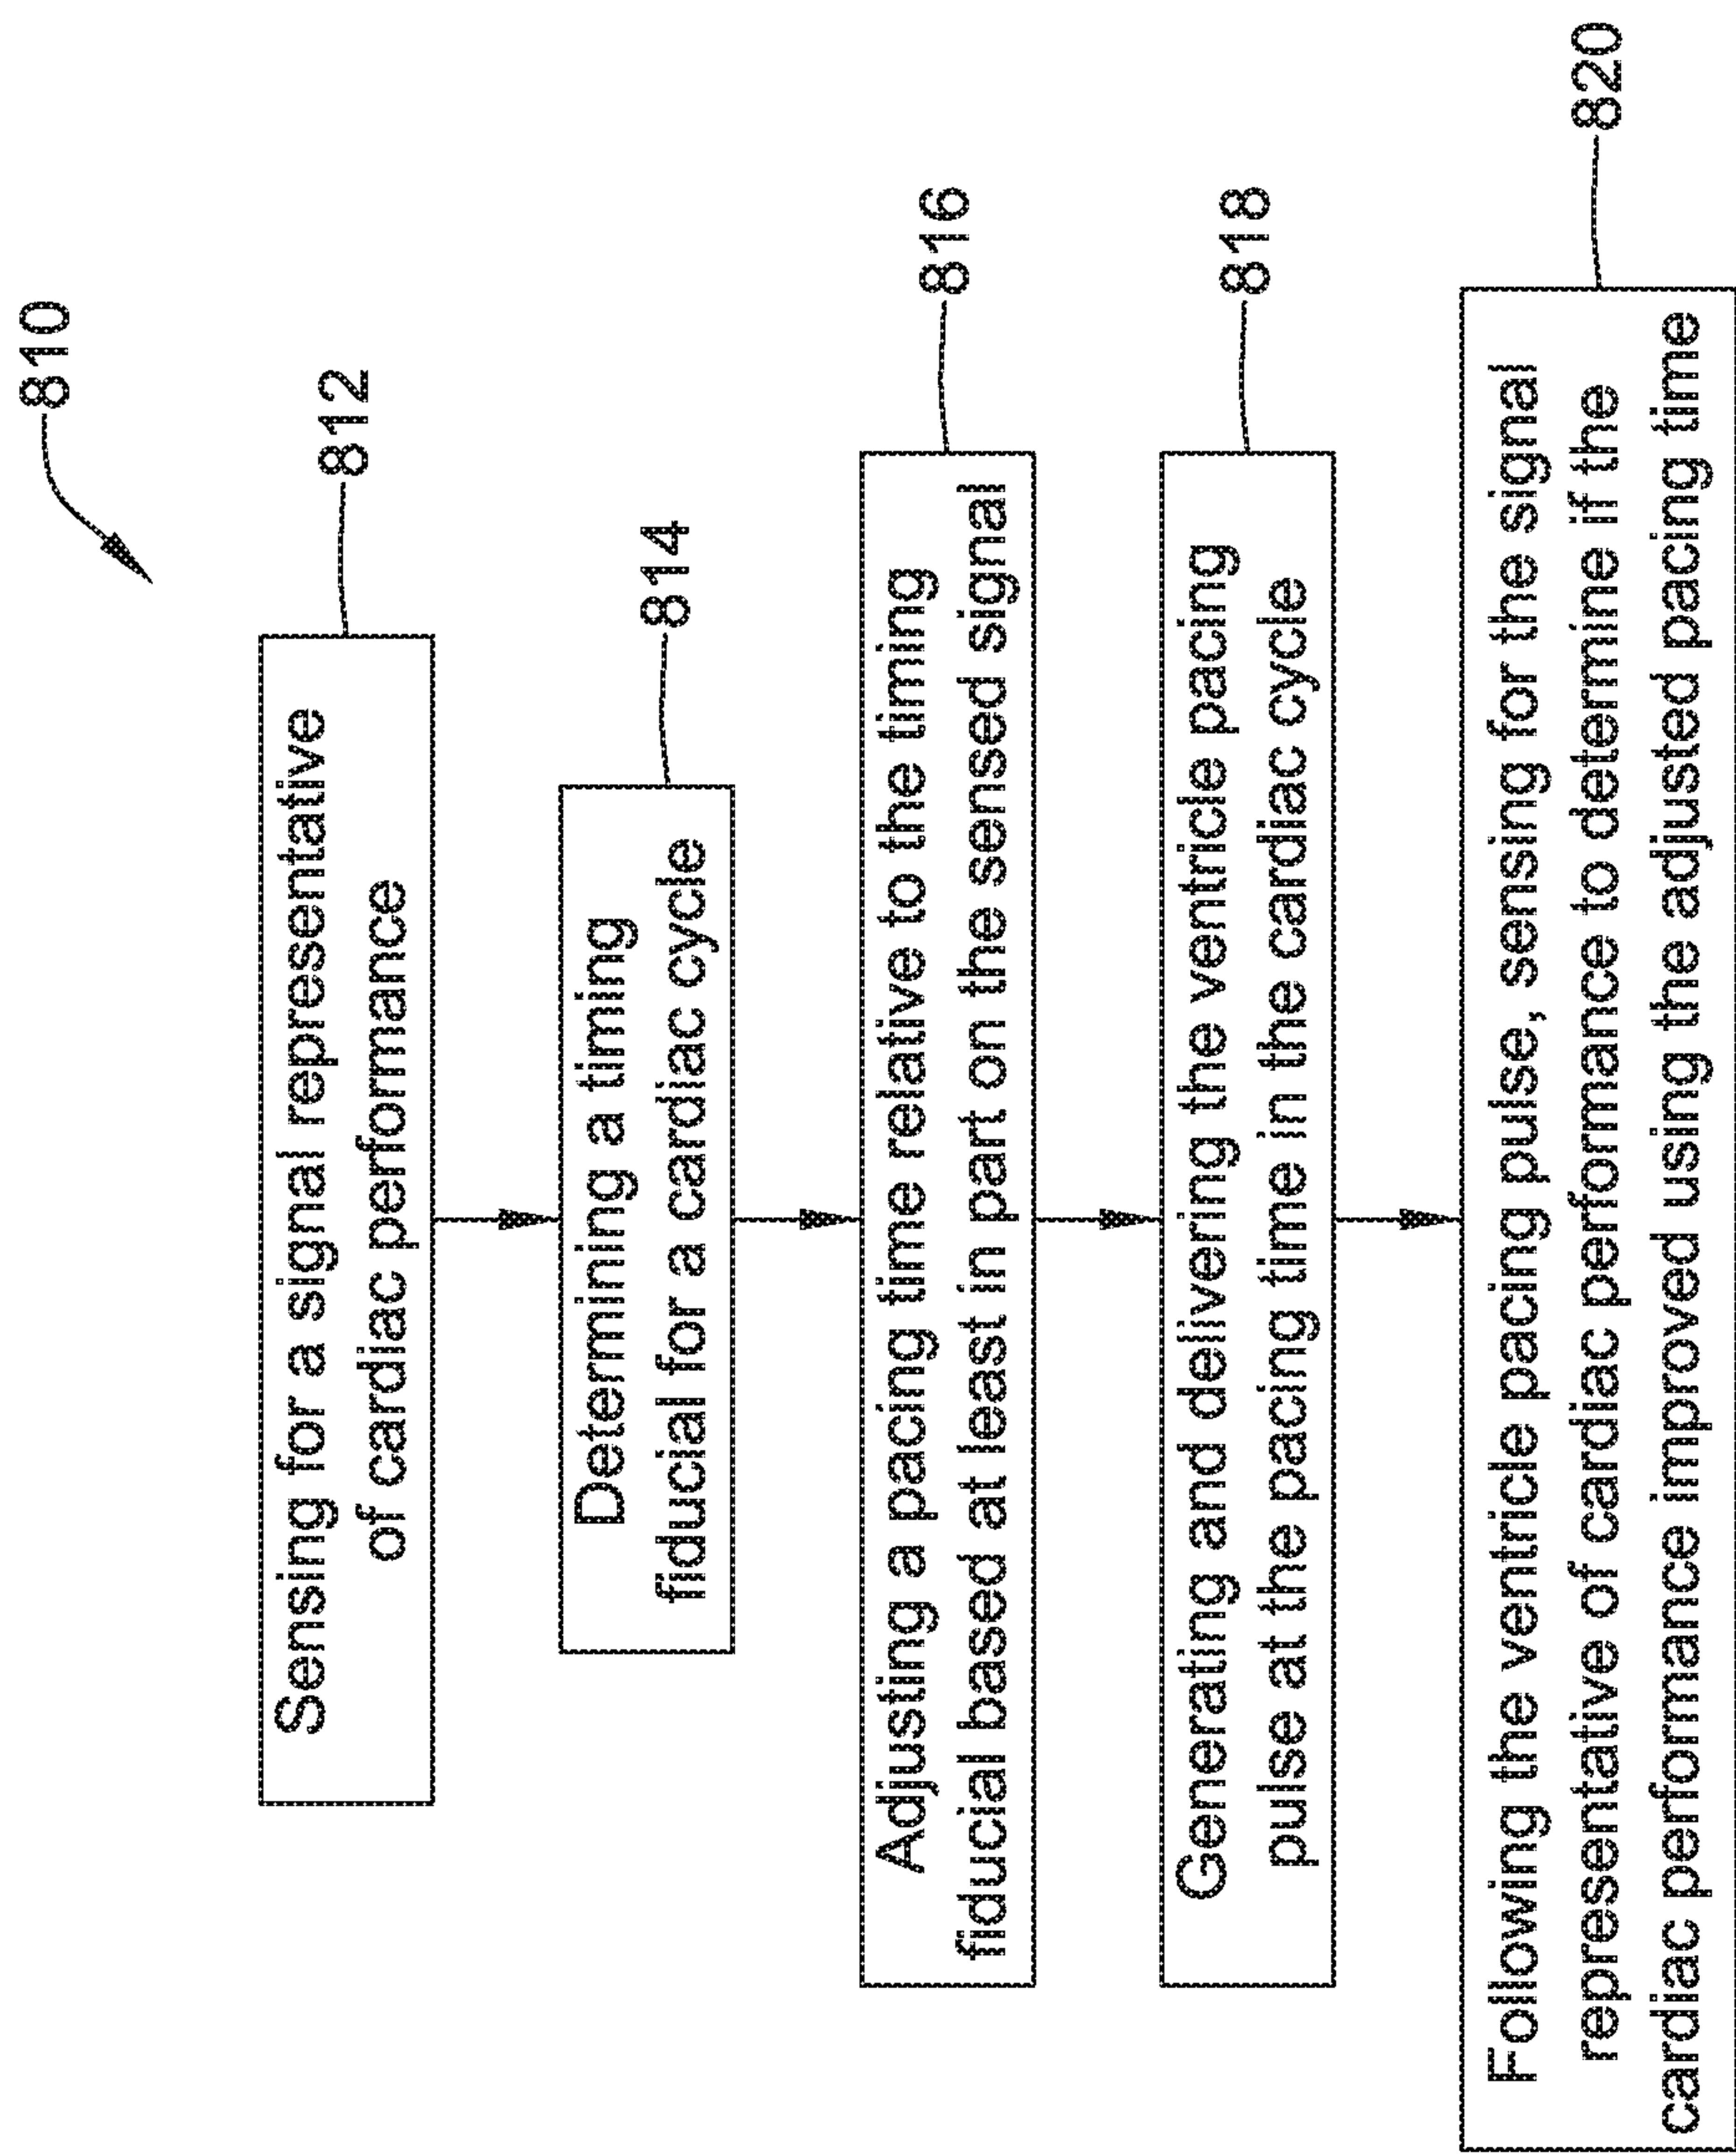 810
Sensing for a signal representative
of cardiac performance
812
Determining a timing
fiducial for a cardiac cycle
814
Adjusting a pacing time relative to the timing
fiducial based at least in part on the sensed signal
816
Generating and delivering the ventricle pacing
pulse at the pacing time in the cardiac cycle
818
Following the ventricle pacing pulse, sensing for the signal
representative of cardiac performance to determine if the
cardiac performance improved using the adjusted pacing time
820